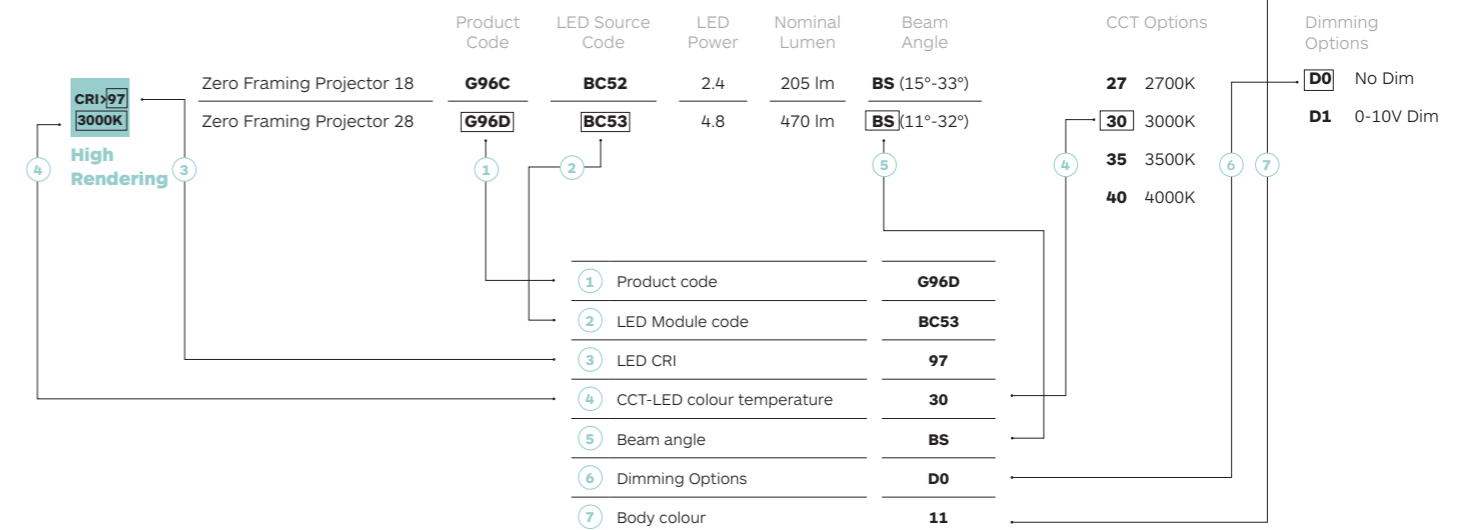 Product Code
LED Source Code
LED Power
Nominal Lumen
Beam Angle
CCT Options
Dimming Options
CRI>97
3000K
High
Rendering
Zero Framing Projector 18 G96C BC52 2.4 205 lm BS (15°-33°)
Zero Framing Projector 28 G96D BC53 4.8 470 lm BS (11°-32°)
27 2700K
30 3000K
35 3500K
40 4000K
D0 No Dim
D1 0-10V Dim
4
3
1
2
5
4
6
7
1 Product code G96D
2 LED Module code BC53
3 LED CRI 97
4 CCT-LED colour temperature 30
5 Beam angle BS
6 Dimming Options D0
7 Body colour 11